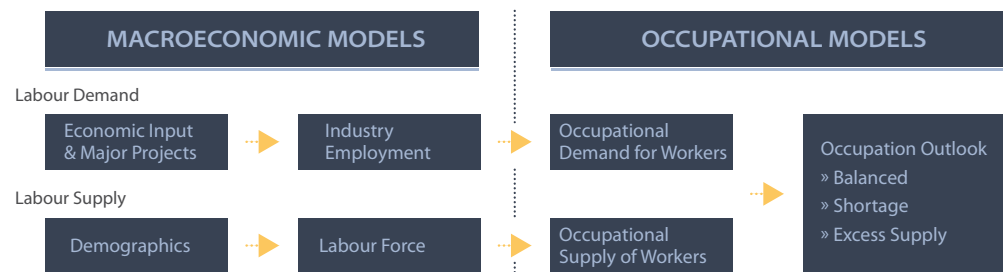 MACROECONOMIC MODELS
OCCUPATIONAL MODELS
Labour Demand
Economic Input
& Major Projects
Industry
Employment
Occupational
Demand for Workers
Labour Supply
Demographics
Labour Force
Occupational
Supply of Workers
Occupation Outlook
» Balanced
» Shortage
» Excess Supply